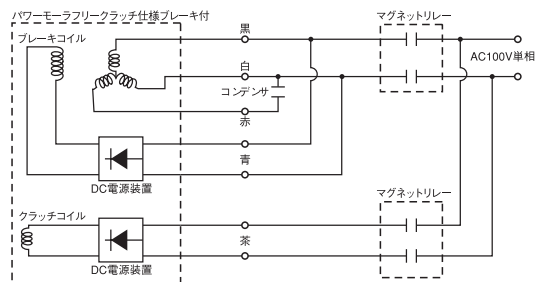 パワーモーラフリークラッチ仕様ブレーキ付
マグネットリレー
黒
ブレーキコイル
AC100V単相
白
コンデンサ
赤
青
DC電源装置
マグネットリレー
クラッチコイル
茶
DC電源装置